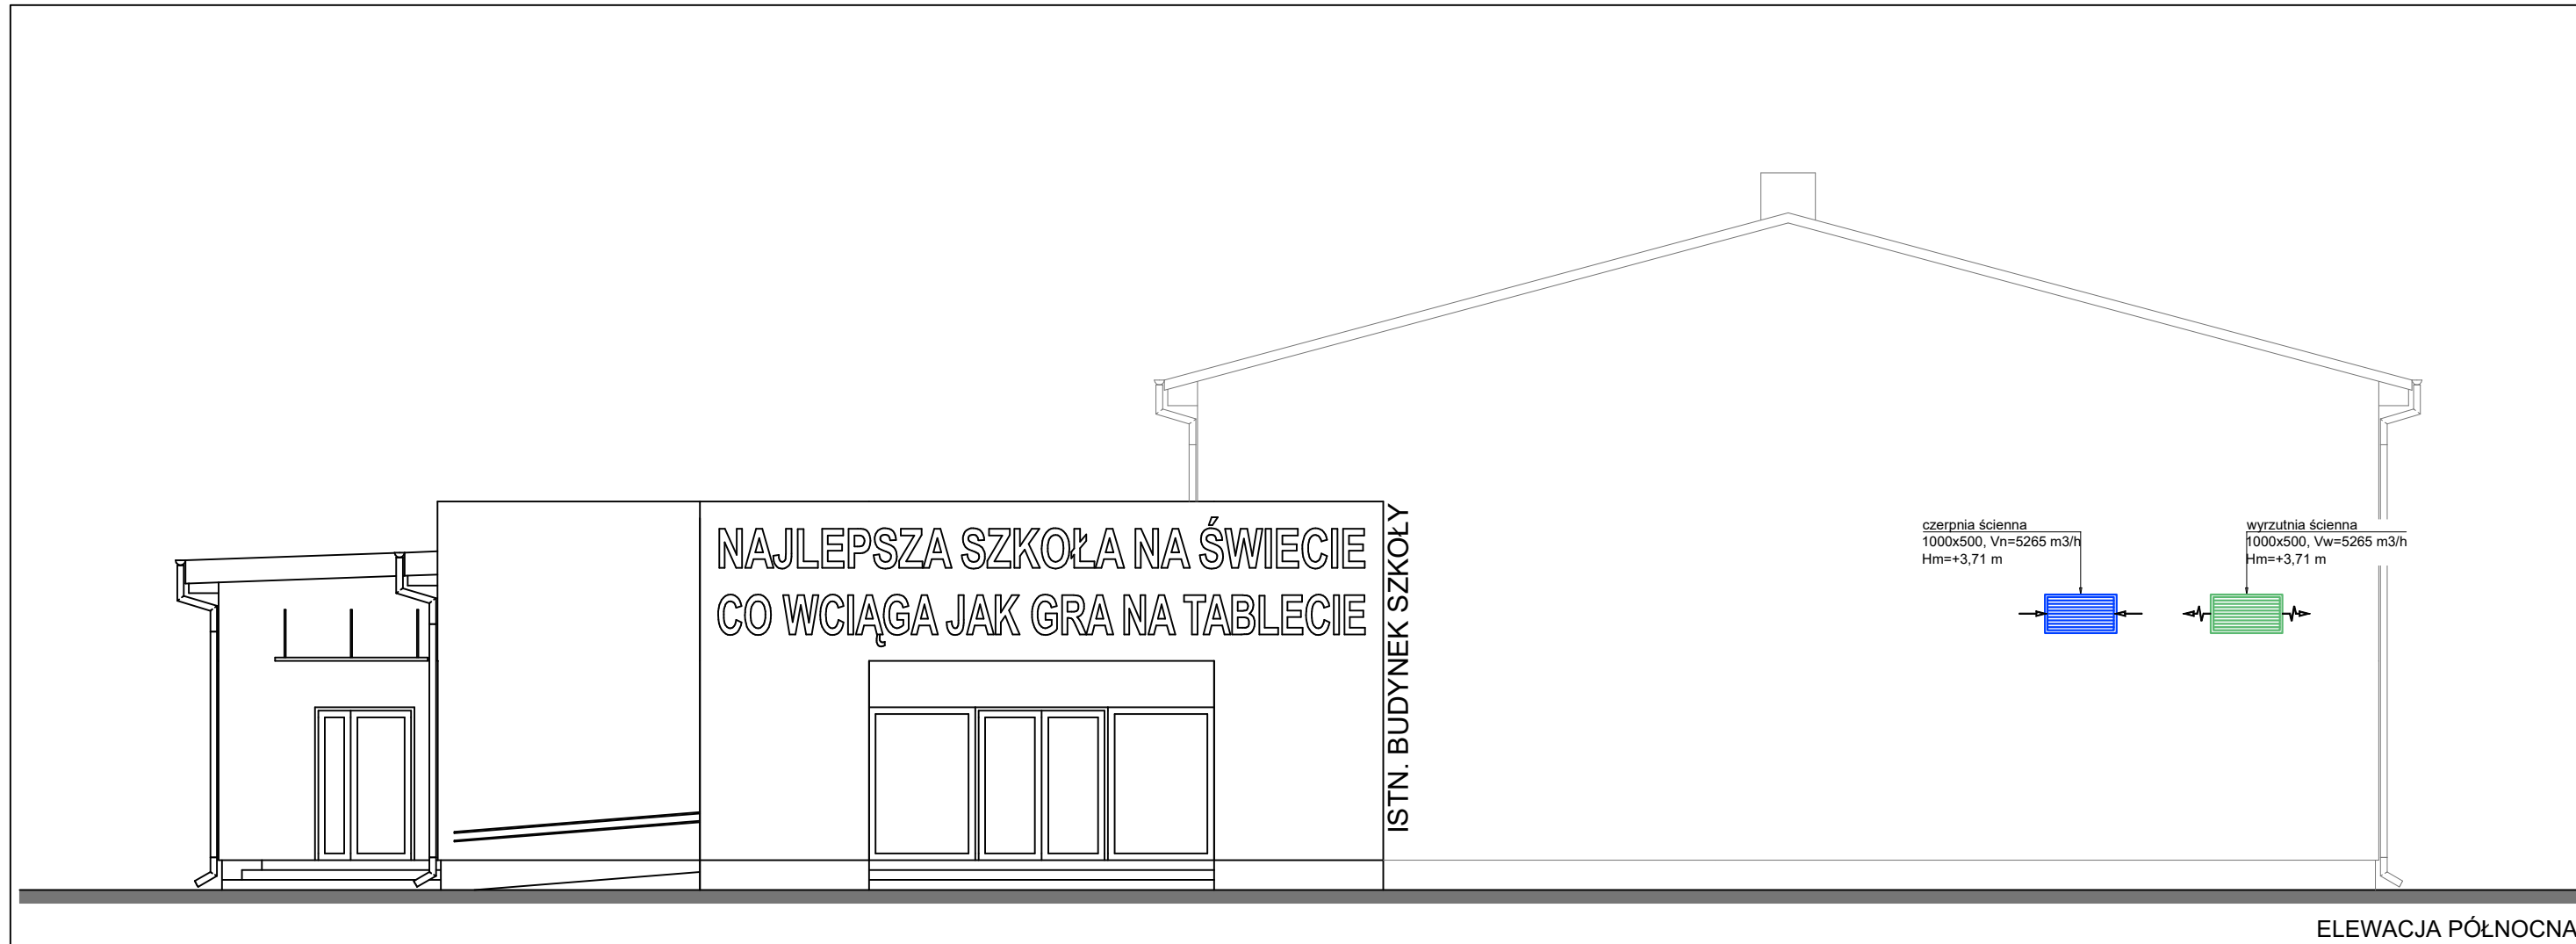 NAJLEPSZA SZKOŁA NA ŚWIECIE
CO WCIĄGA JAK GRA NA TABLECIE
ISTN. BUDYNEK SZKOŁY
czerpnia ścienna
1000x500, Vn=5265 m3/h
Hm=+3,71 m
wyrzutnia ścienna
1000x500, Vw=5265 m3/h
Hm=+3,71 m
ELEWACJA PÓŁNOCNA